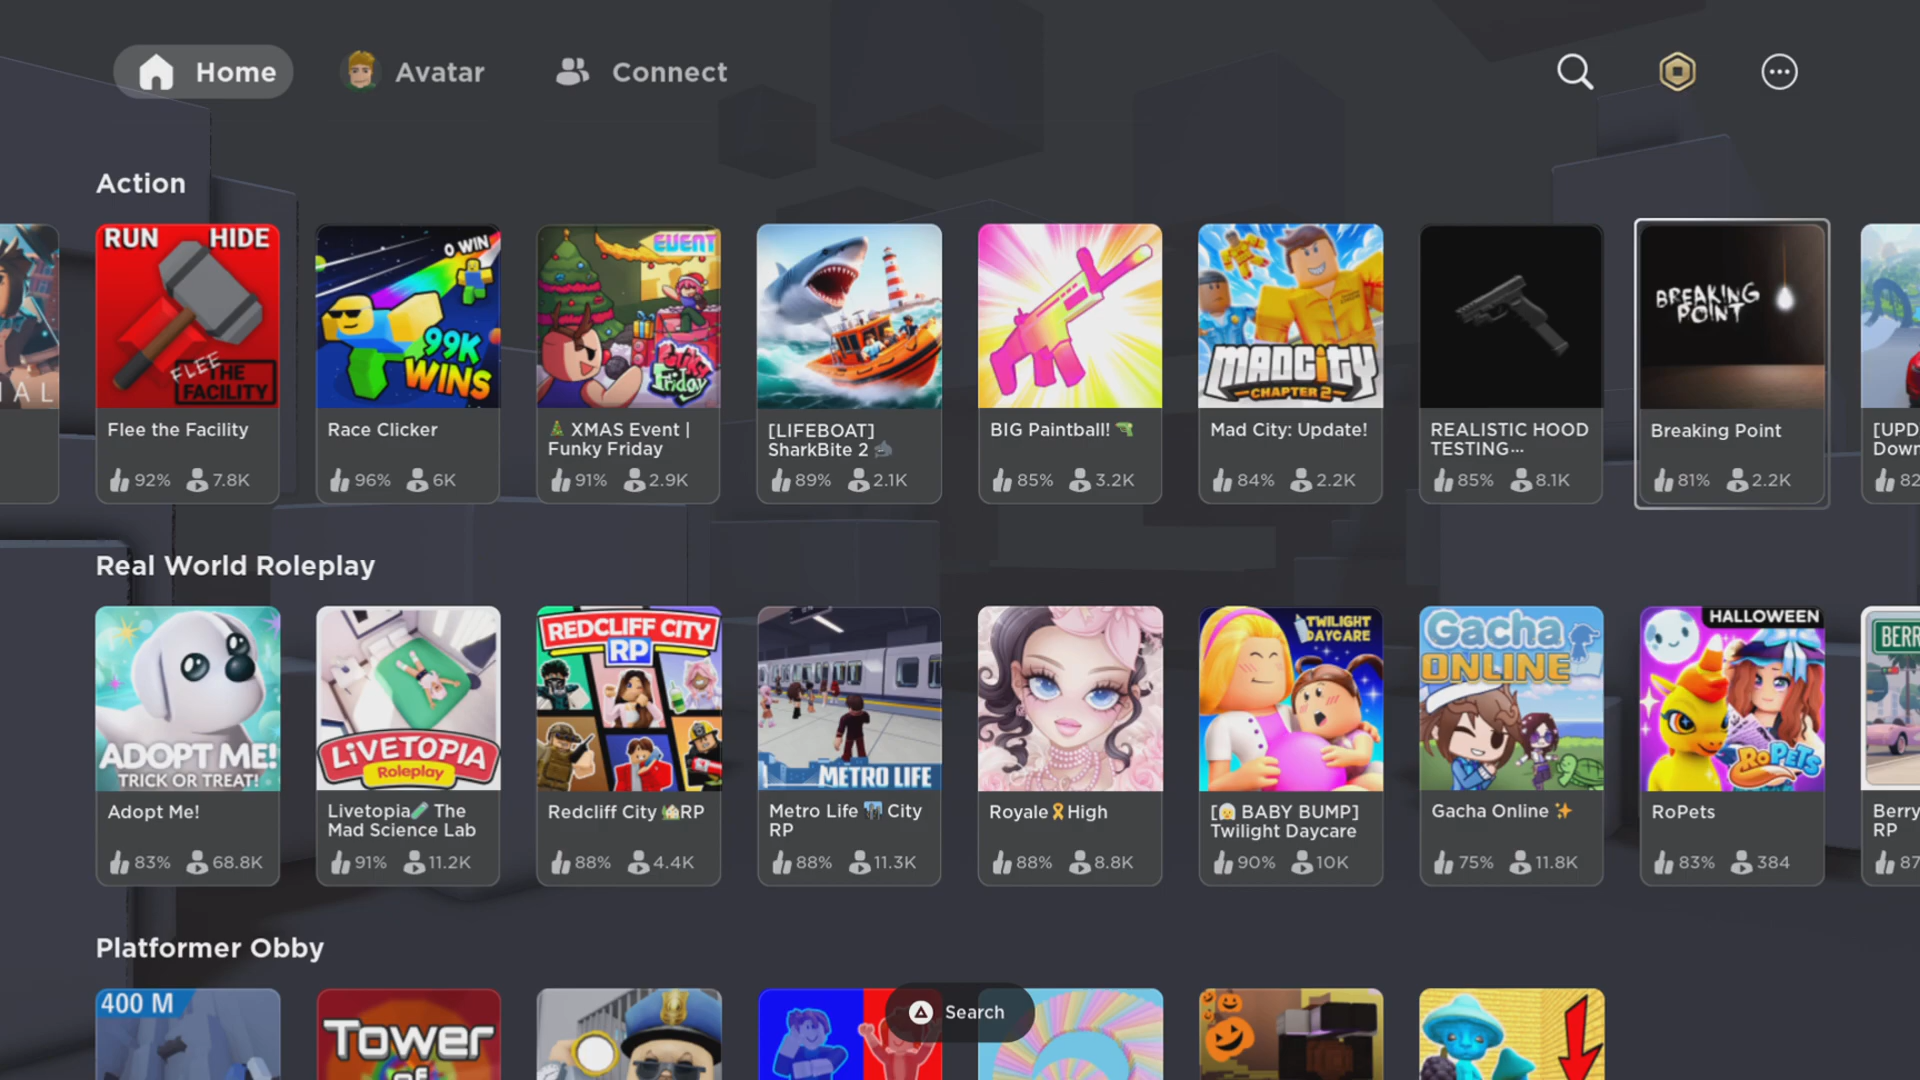 Home
Avatar
Connect
Action
RUN HIDE
FLEE THE FACILITY
Flee the Facility
92% 7.8K
0 WIN
99K WINS
Race Clicker
96% 6K
EVENT
Funky Friday
🎄 XMAS Event |
Funky Friday
91% 2.9K
[LIFEBOAT]
SharkBite 2 🦈
89% 2.1K
BIG Paintball! 🔫
85% 3.2K
MADCITY
CHAPTER 2
Mad City: Update!
84% 2.2K
REALISTIC HOOD
TESTING...
85% 8.1K
BREAKING
POINT
Breaking Point
81% 2.2K
[UPD
Down
82
Real World Roleplay
ADOPT ME!
TRICK OR TREAT!
Adopt Me!
83% 68.8K
LIVETOPIA
Roleplay
Livetopia🧪 The
Mad Science Lab
91% 11.2K
REDCLIFF CITY
RP
Redcliff City 🏡RP
88% 4.4K
METRO LIFE
Metro Life 🏙️ City
RP
88% 11.3K
Royale🎗️High
88% 8.8K
TWILIGHT
DAYCARE
[👶 BABY BUMP]
Twilight Daycare
90% 10K
Gacha
ONLINE
Gacha Online ✨
75% 11.8K
HALLOWEEN
RoPets
RoPets
83% 384
BERR
Berry
RP
87
Platformer Obby
400 M
Tower
of
Search